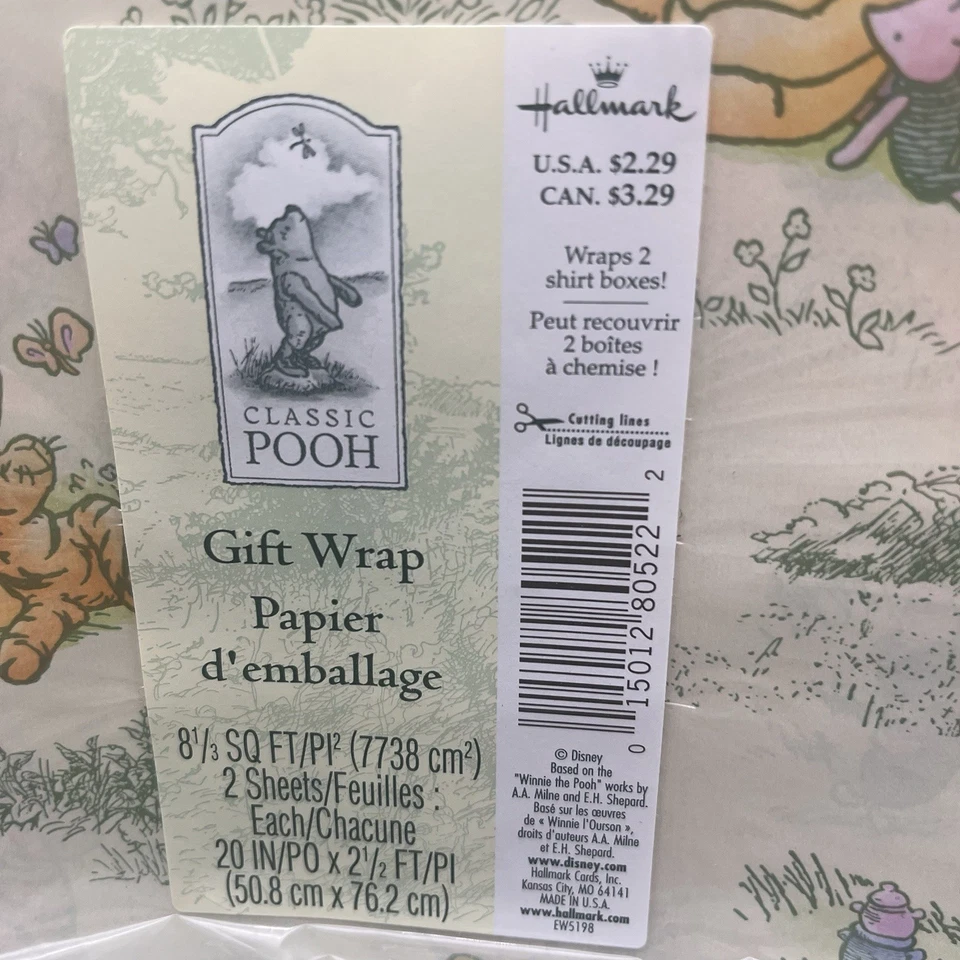 CLASSIC
POOH
Gift Wrap
Papier
d'emballage
8¹/₃ SQ FT/PI² (7738 cm²)
2 Sheets/Feuilles :
Each/Chacune
20 IN/PO x 2¹/₂ FT/PI
(50.8 cm x 76.2 cm)
Hallmark
U.S.A. $2.29
CAN. $3.29
Wraps 2
shirt boxes!
Peut recouvrir
2 boîtes
à chemise !
Cutting lines
Lignes de découpage
0 15012 80522 2
© Disney
Based on the
"Winnie the Pooh" works by
A.A. Milne and E.H. Shepard.
Basé sur les œuvres
de « Winnie l'Ourson »,
droits d'auteurs A.A. Milne
et E.H. Shepard.
www.disney.com
Hallmark Cards, Inc.
Kansas City, MO 64141
MADE IN U.S.A.
www.hallmark.com
EW5198